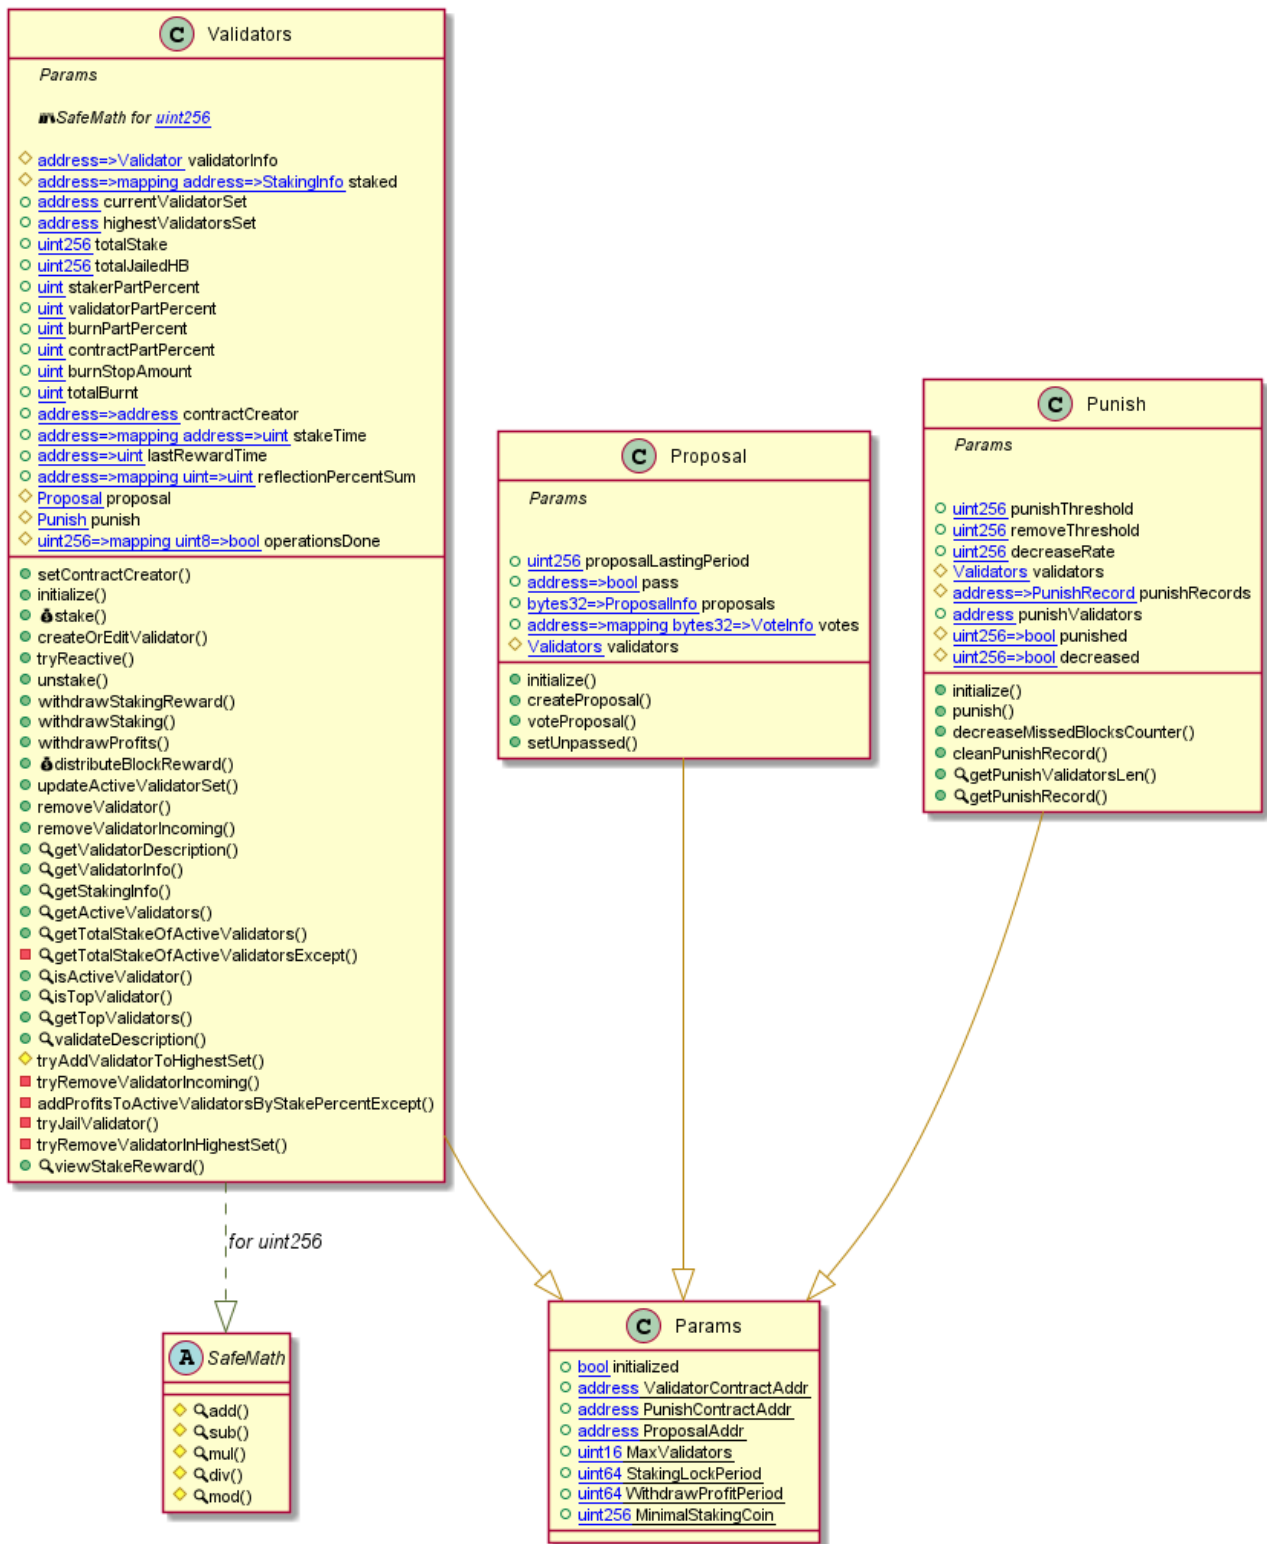 C Validators
Params
SafeMath for uint256
address=>Validator validatorInfo
address=>mapping address=>StakingInfo staked
address currentValidatorSet
address highestValidatorsSet
uint256 totalStake
uint256 totalJailedHB
uint stakerPartPercent
uint validatorPartPercent
uint burnPartPercent
uint contractPartPercent
uint burnStopAmount
uint totalBurnt
address=>address contractCreator
address=>mapping address=>uint stakeTime
address=>uint lastRewardTime
address=>mapping uint=>uint reflectionPercentSum
Proposal proposal
Punish punish
uint256=>mapping uint8=>bool operationsDone
setContractCreator()
initialize()
stake()
createOrEditValidator()
tryReactive()
unstake()
withdrawStakingReward()
withdrawStaking()
withdrawProfits()
distributeBlockReward()
updateActiveValidatorSet()
removeValidator()
removeValidatorIncoming()
getValidatorDescription()
getValidatorInfo()
getStakingInfo()
getActiveValidators()
getTotalStakeOfActiveValidators()
getTotalStakeOfActiveValidatorsExcept()
isActiveValidator()
isTopValidator()
getTopValidators()
validateDescription()
tryAddValidatorToHighestSet()
tryRemoveValidatorIncoming()
addProfitsToActiveValidatorsByStakePercentExcept()
tryJailValidator()
tryRemoveValidatorInHighestSet()
viewStakeReward()
C Proposal
Params
uint256 proposalLastingPeriod
address=>bool pass
bytes32=>ProposalInfo proposals
address=>mapping bytes32=>VoteInfo votes
Validators validators
initialize()
createProposal()
voteProposal()
setUnpassed()
C Punish
Params
uint256 punishThreshold
uint256 removeThreshold
uint256 decreaseRate
Validators validators
address=>PunishRecord punishRecords
address punishValidators
uint256=>bool punished
uint256=>bool decreased
initialize()
punish()
decreaseMissedBlocksCounter()
cleanPunishRecord()
getPunishValidatorsLen()
getPunishRecord()
for uint256
A SafeMath
add()
sub()
mul()
div()
mod()
C Params
bool initialized
address ValidatorContractAddr
address PunishContractAddr
address ProposalAddr
uint16 MaxValidators
uint64 StakingLockPeriod
uint64 WithdrawProfitPeriod
uint256 MinimalStakingCoin